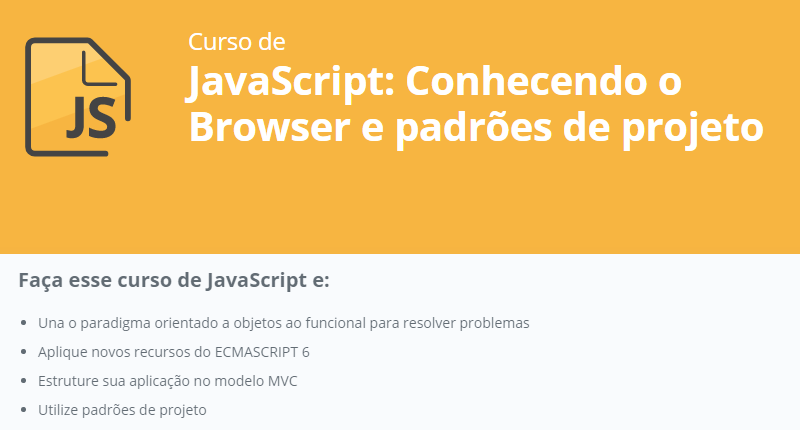 Curso de
JavaScript: Conhecendo o
Browser e padrões de projeto
JS
Faça esse curso de JavaScript e:
Una o paradigma orientado a objetos ao funcional para resolver problemas
Aplique novos recursos do ECMASCRIPT 6
Estruture sua aplicação no modelo MVC
Utilize padrões de projeto